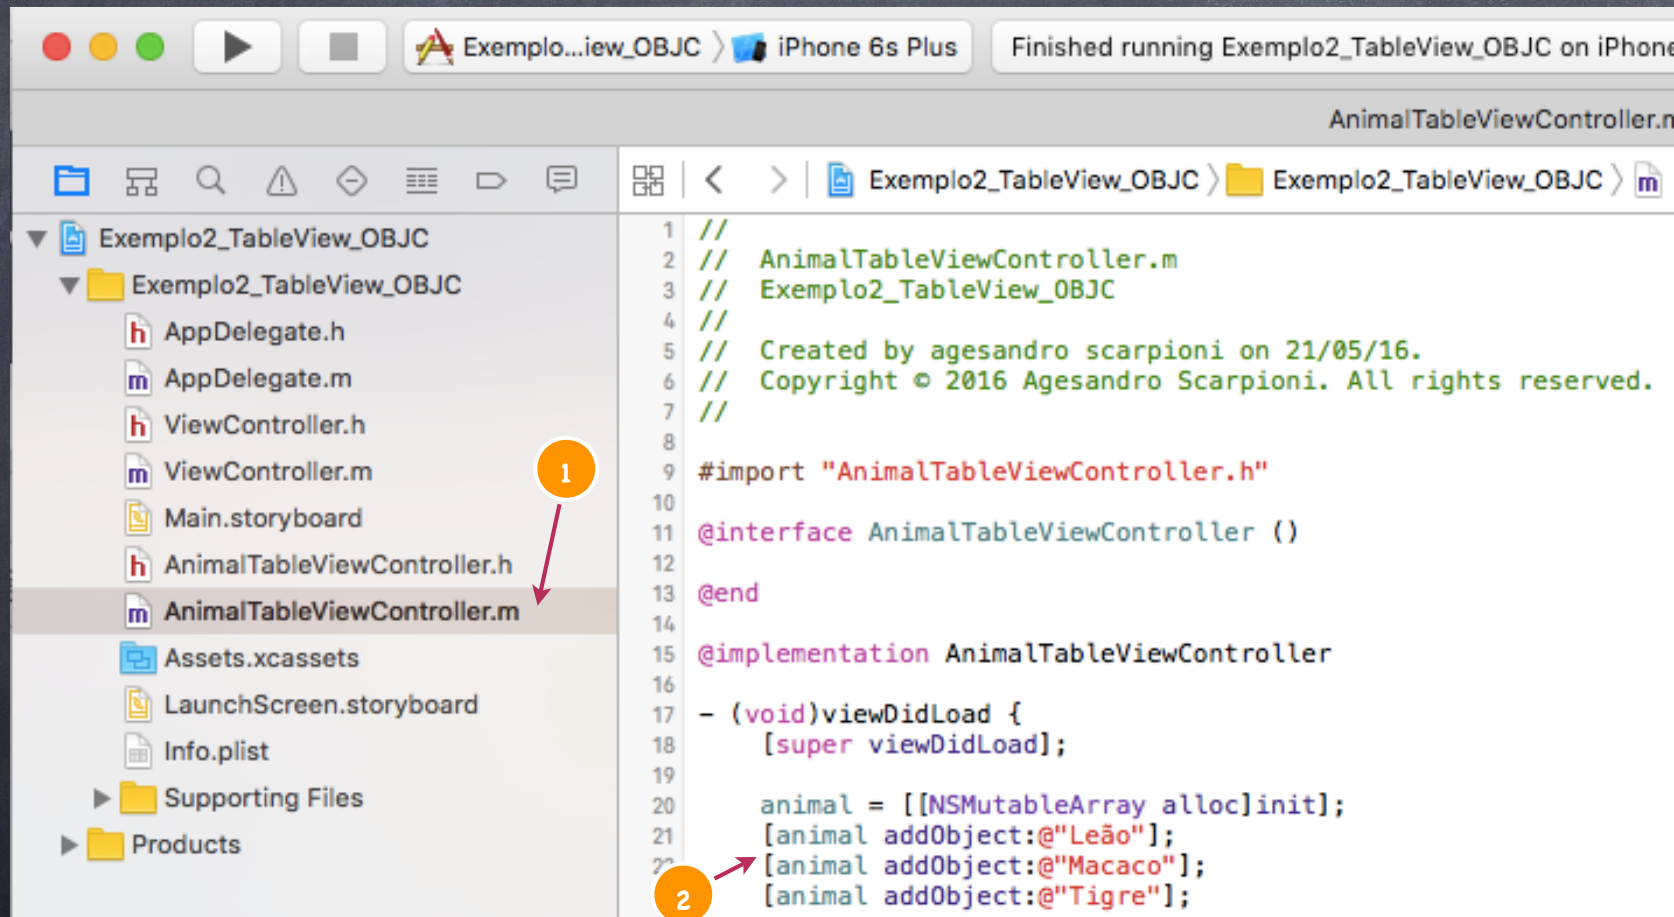 Exemplo...iew_OBJC 〉 iPhone 6s Plus
Finished running Exemplo2_TableView_OBJC on iPhone
AnimalTableViewController.m
Exemplo2_TableView_OBJC 〉 Exemplo2_TableView_OBJC 〉 m
Exemplo2_TableView_OBJC
Exemplo2_TableView_OBJC
h AppDelegate.h
m AppDelegate.m
h ViewController.h
m ViewController.m
Main.storyboard
h AnimalTableViewController.h
m AnimalTableViewController.m
Assets.xcassets
LaunchScreen.storyboard
Info.plist
Supporting Files
Products
1
2
1 //
2 //  AnimalTableViewController.m
3 //  Exemplo2_TableView_OBJC
4 //
5 //  Created by agesandro scarpioni on 21/05/16.
6 //  Copyright © 2016 Agesandro Scarpioni. All rights reserved.
7 //
8
9 #import "AnimalTableViewController.h"
10
11 @interface AnimalTableViewController ()
12
13 @end
14
15 @implementation AnimalTableViewController
16
17 - (void)viewDidLoad {
18     [super viewDidLoad];
19
20     animal = [[NSMutableArray alloc]init];
21     [animal addObject:@"Leão"];
22     [animal addObject:@"Macaco"];
[animal addObject:@"Tigre"];